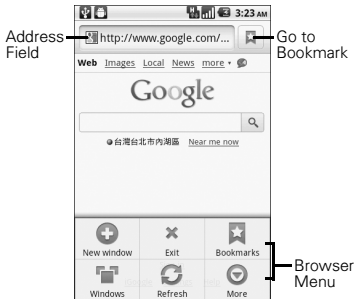 3:23 AM
Address Field
http://www.google.com/...
Go to Bookmark
Web Images Local News more
Google
台灣台北市內湖區 Near me now
New window Exit Bookmarks
Browser Menu
Windows Refresh More